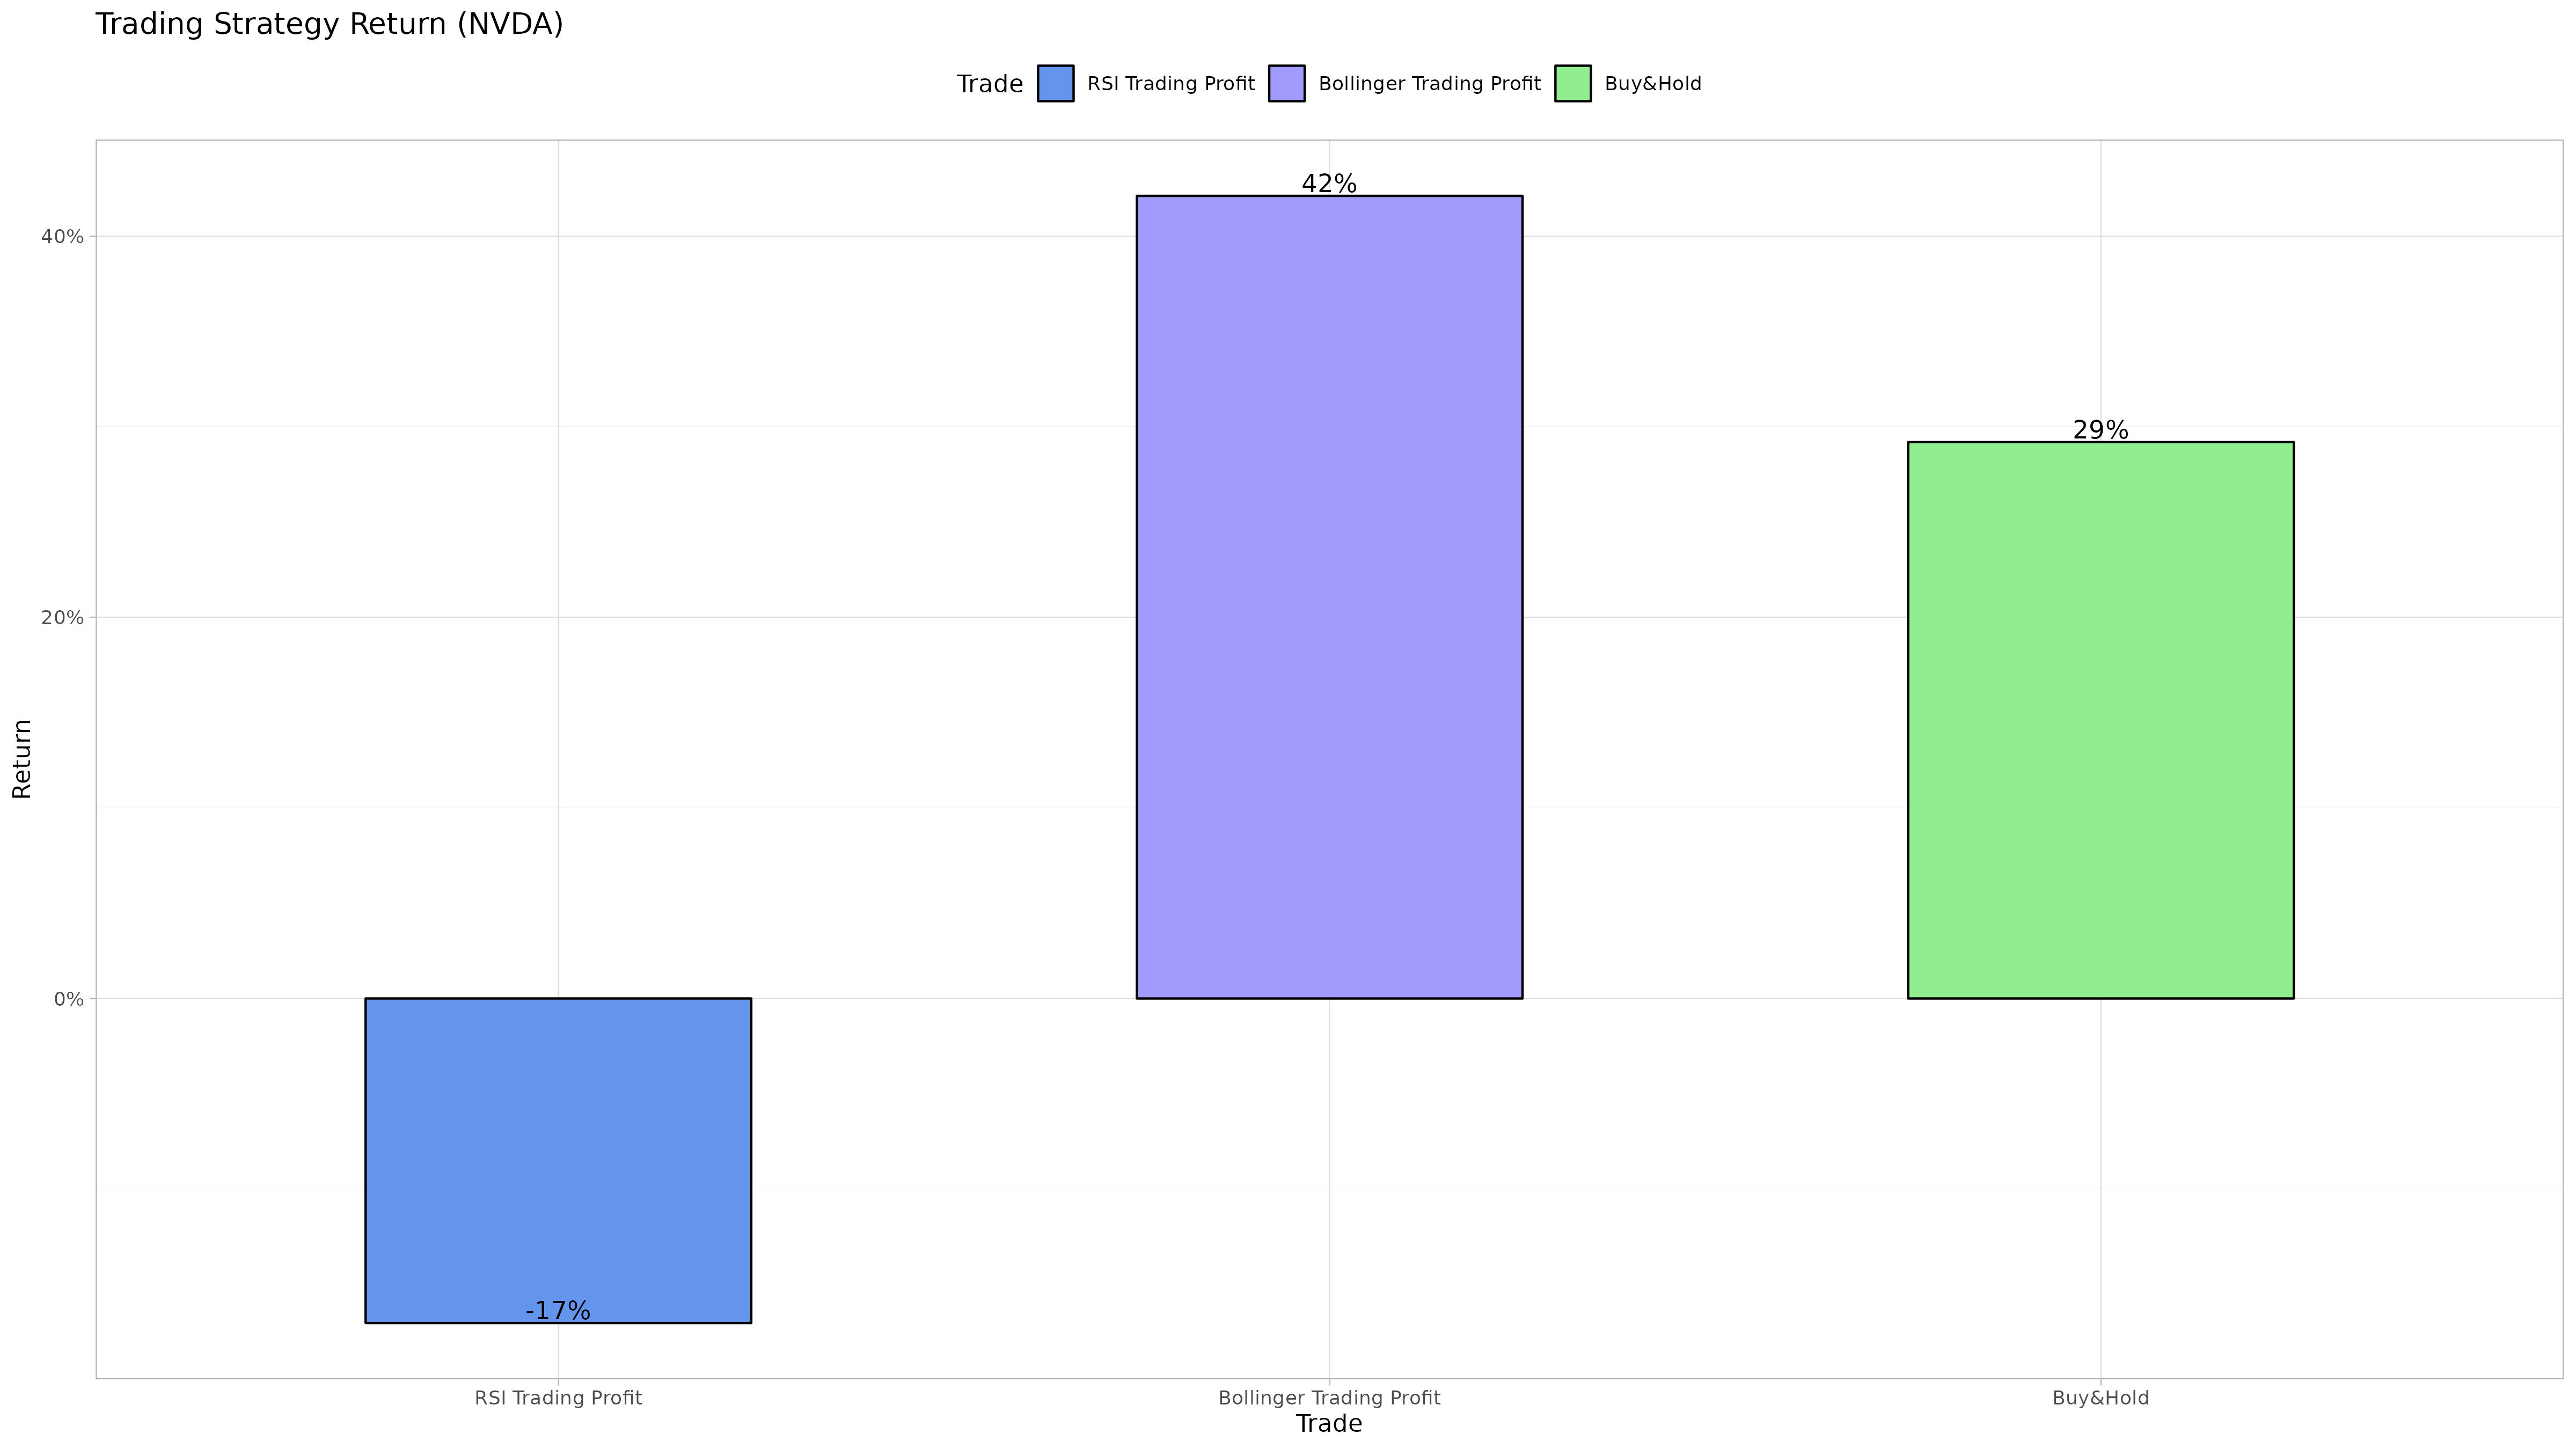 Trading Strategy Return (NVDA)
Trade RSI Trading Profit Bollinger Trading Profit Buy&Hold
42%
40%
29%
20%
Return
0%
-17%
RSI Trading Profit Bollinger Trading Profit Buy&Hold
Trade